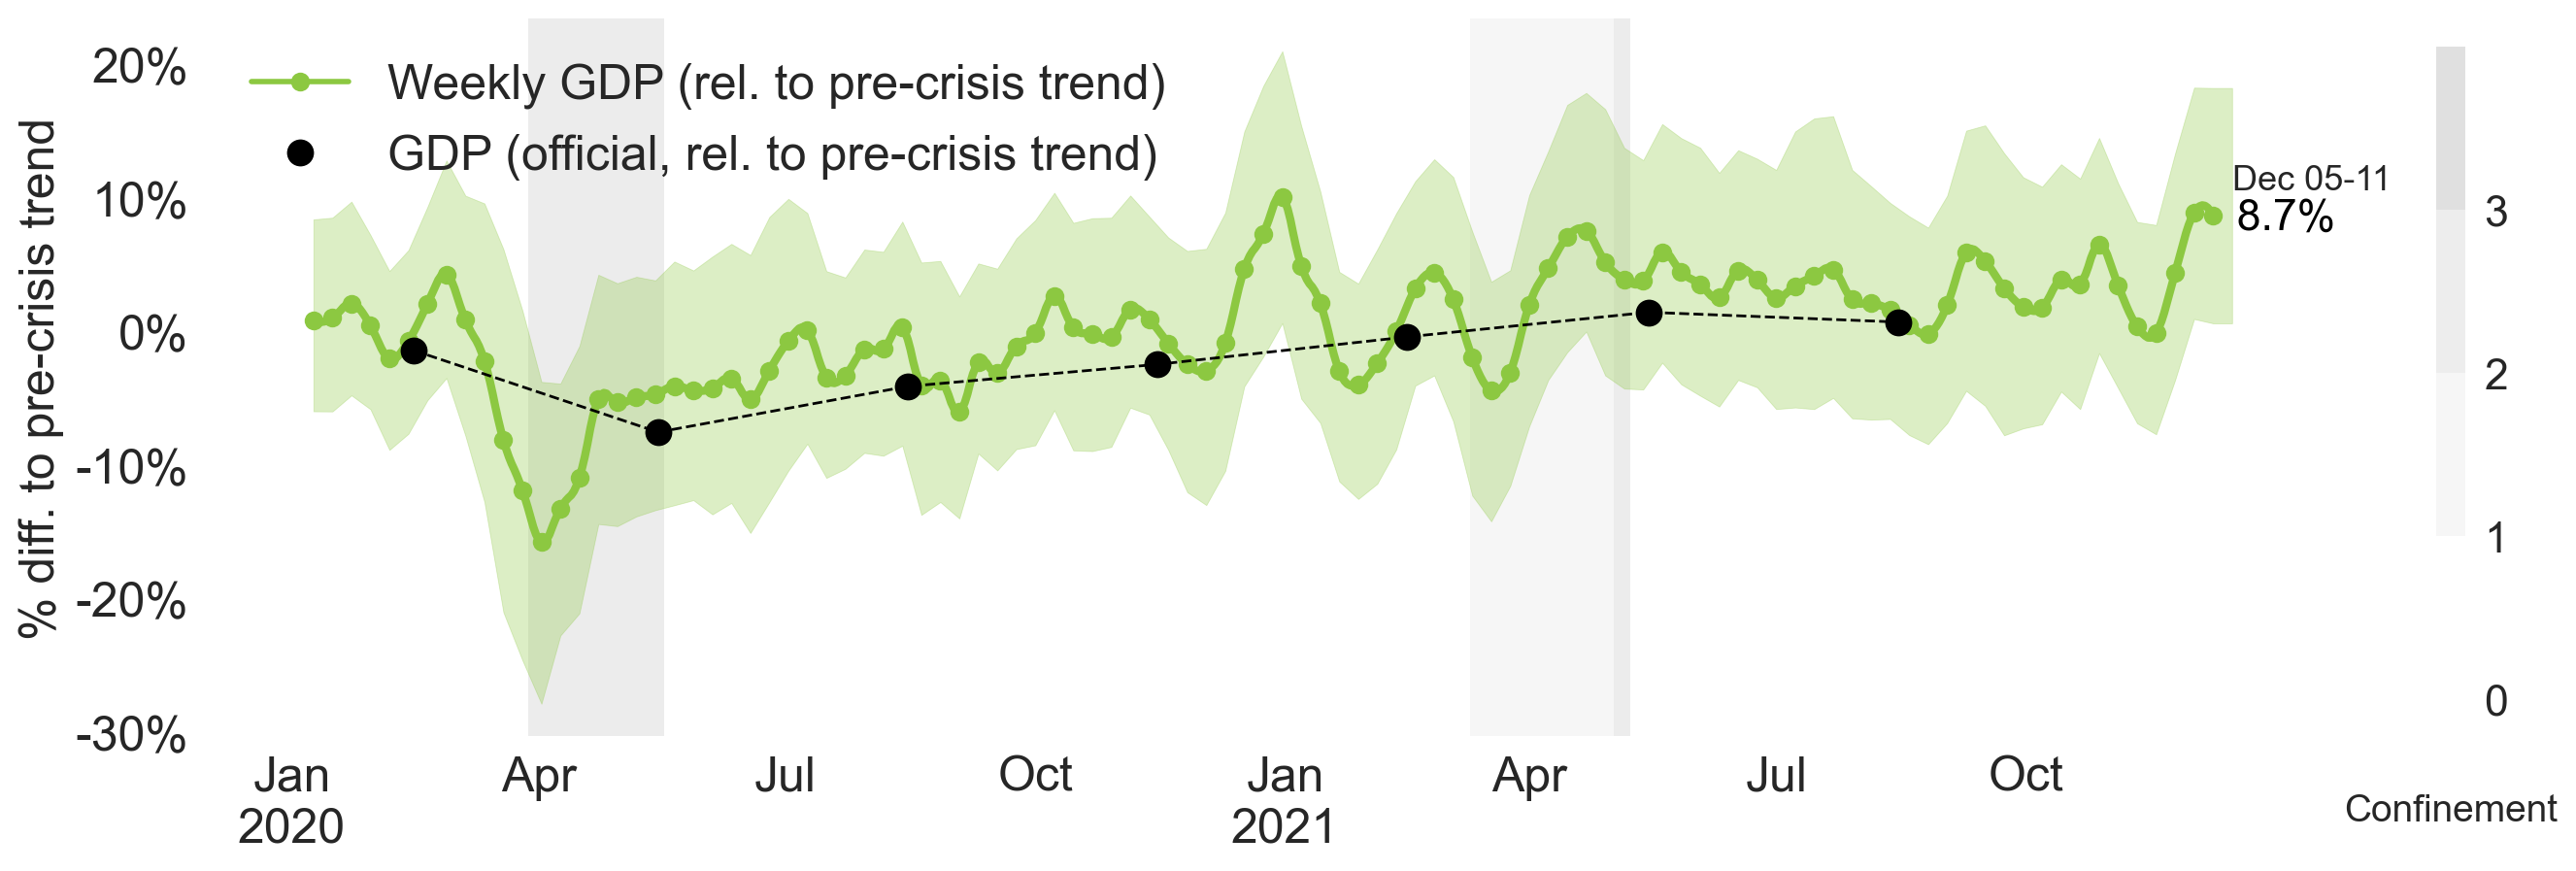 % diff. to pre-crisis trend
20%
10%
0%
-10%
-20%
-30%
Weekly GDP (rel. to pre-crisis trend)
GDP (official, rel. to pre-crisis trend)
Dec 05-11
8.7%
3
2
1
0
Confinement
Jan Apr Jul Oct Jan Apr Jul Oct
2020 2021